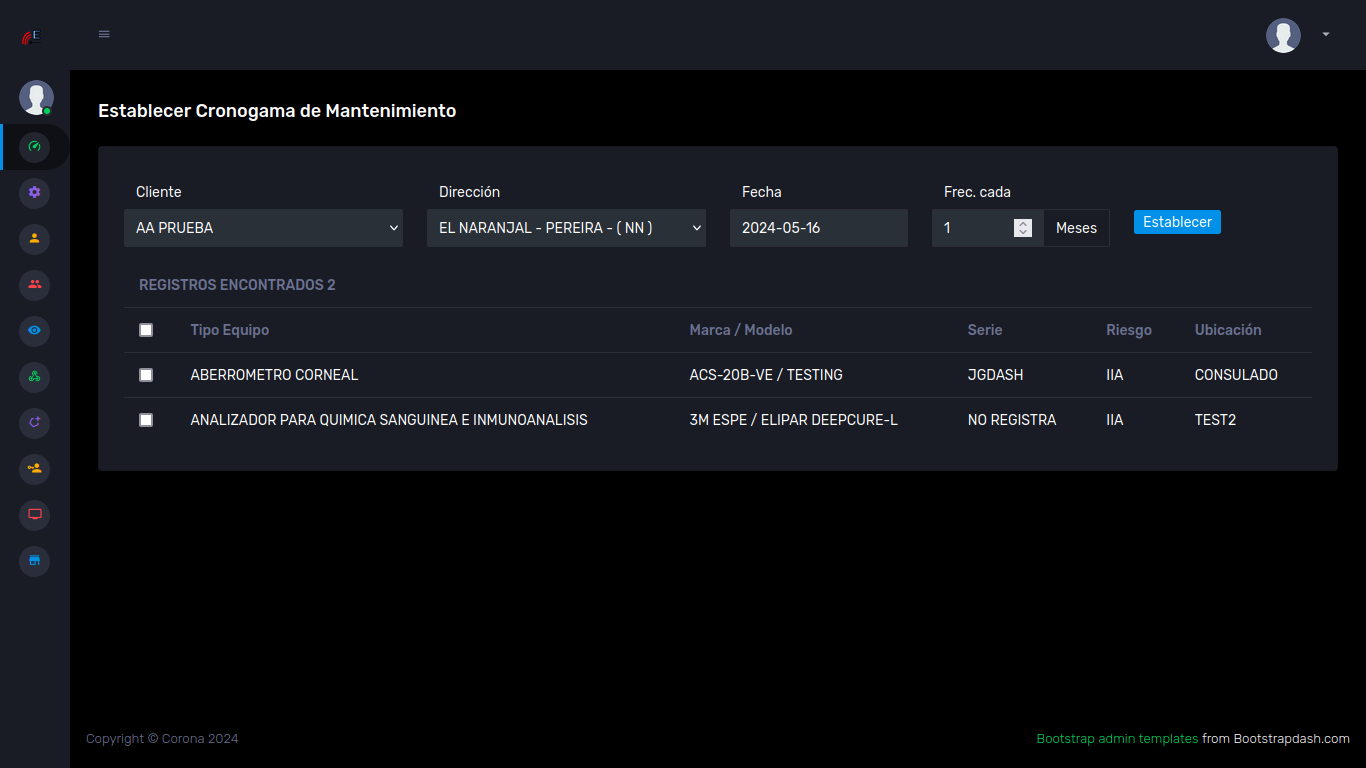 E
Establecer Cronogama de Mantenimiento
Cliente Dirección Fecha Frec. cada
AA PRUEBA EL NARANJAL - PEREIRA - ( NN ) 2024-05-16 1 Meses Establecer
REGISTROS ENCONTRADOS 2
Tipo Equipo Marca / Modelo Serie Riesgo Ubicación
ABERROMETRO CORNEAL ACS-20B-VE / TESTING JGDASH IIA CONSULADO
ANALIZADOR PARA QUIMICA SANGUINEA E INMUNOANALISIS 3M ESPE / ELIPAR DEEPCURE-L NO REGISTRA IIA TEST2
Copyright © Corona 2024 Bootstrap admin templates from Bootstrapdash.com